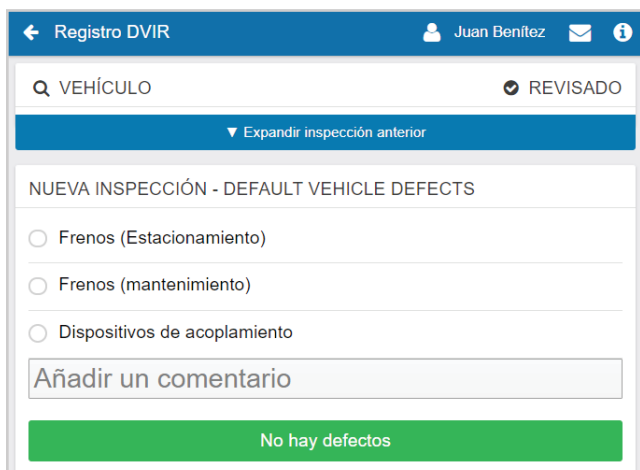 Registro DVIR Juan Benítez
VEHÍCULO REVISADO
▼ Expandir inspección anterior
NUEVA INSPECCIÓN - DEFAULT VEHICLE DEFECTS
Frenos (Estacionamiento)
Frenos (mantenimiento)
Dispositivos de acoplamiento
Añadir un comentario
No hay defectos